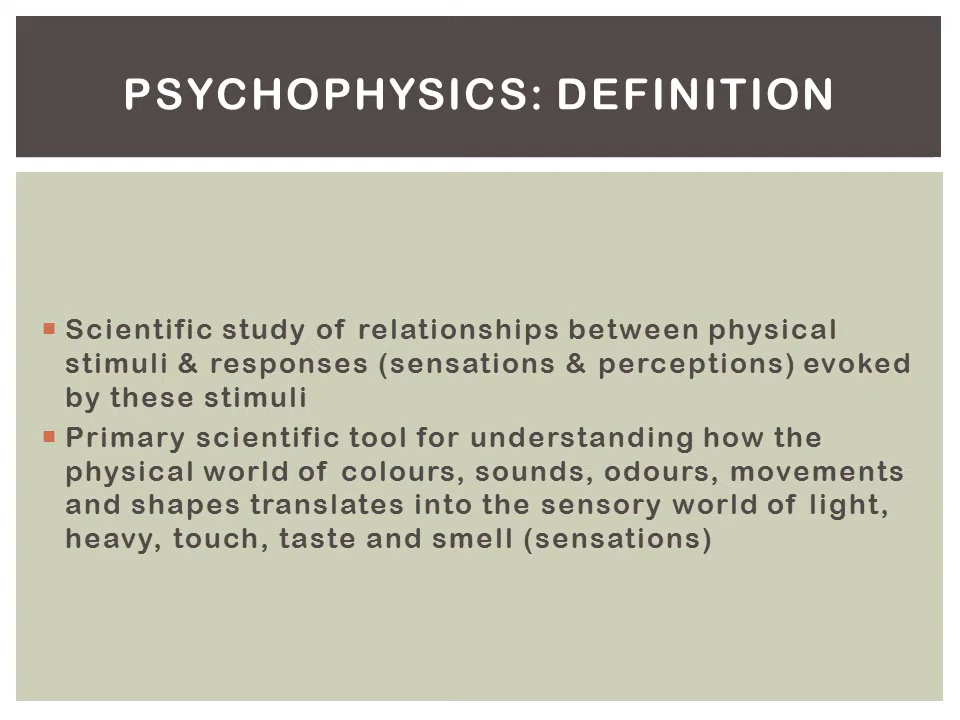 PSYCHOPHYSICS: DEFINITION
Scientific study of relationships between physical
stimuli & responses (sensations & perceptions) evoked
by these stimuli
Primary scientific tool for understanding how the
physical world of colours, sounds, odours, movements
and shapes translates into the sensory world of light,
heavy, touch, taste and smell (sensations)